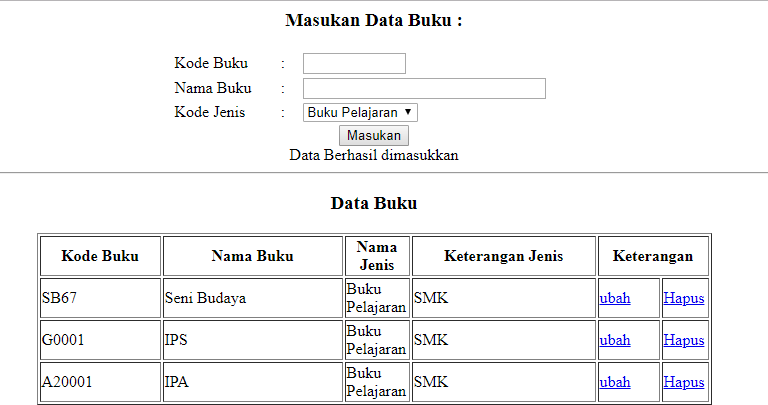 Masukan Data Buku :
Kode Buku :
Nama Buku :
Kode Jenis : Buku Pelajaran
Masukan
Data Berhasil dimasukkan
Data Buku
Kode Buku Nama Buku Nama Jenis Keterangan Jenis Keterangan
SB67 Seni Budaya Buku Pelajaran SMK ubah Hapus
G0001 IPS Buku Pelajaran SMK ubah Hapus
A20001 IPA Buku Pelajaran SMK ubah Hapus